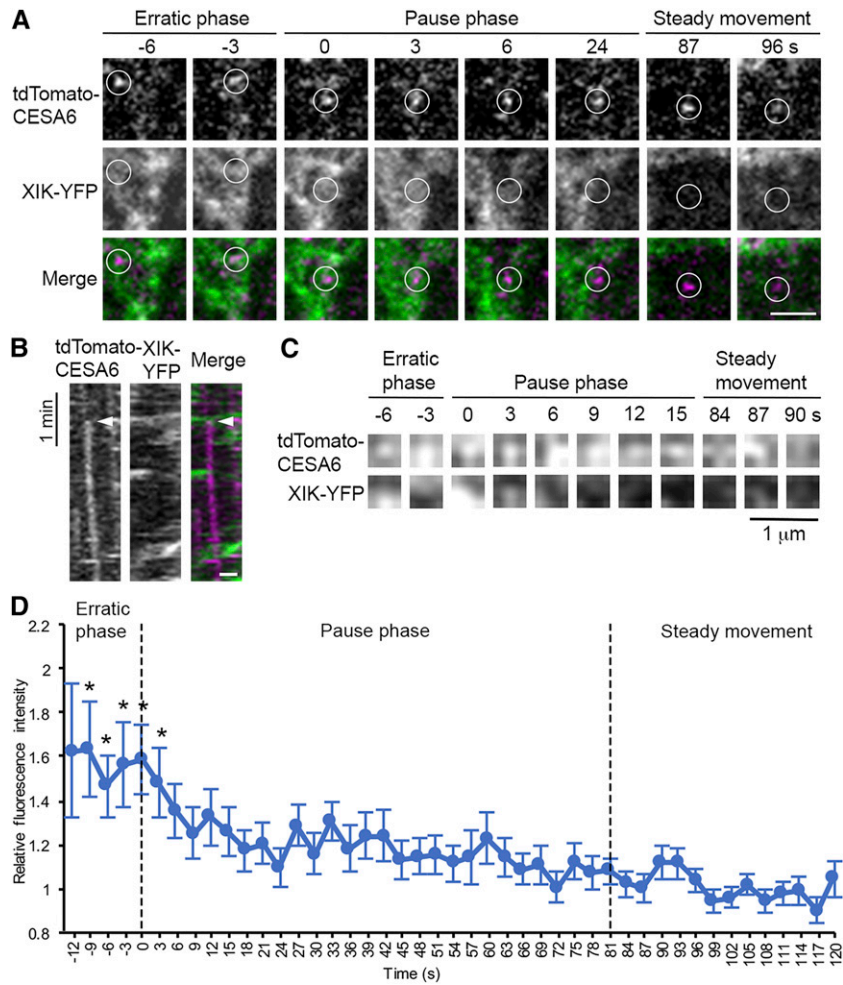 A
Erratic phase Pause phase Steady movement
-6 -3 0 3 6 24 87 96 s
tdTomato-
CESA6
XIK-YFP
Merge
B
tdTomato-XIK-
CESA6 YFP Merge
1 min
C
Erratic
phase Pause phase Steady
movement
-6 -3 0 3 6 9 12 15 84 87 90 s
tdTomato-
CESA6
XIK-YFP
1 μm
D
Erratic
phase Pause phase Steady movement
2.2
2
1.8
1.6
1.4
1.2
1
0.8
Relative fluorescence intensity
* * * * *
-12 -9 -6 -3 0 3 6 9 12 15 18 21 24 27 30 33 36 39 42 45 48 51 54 57 60 63 66 69 72 75 78 81 84 87 90 93 96 99 102 105 108 111 114 117 120
Time (s)